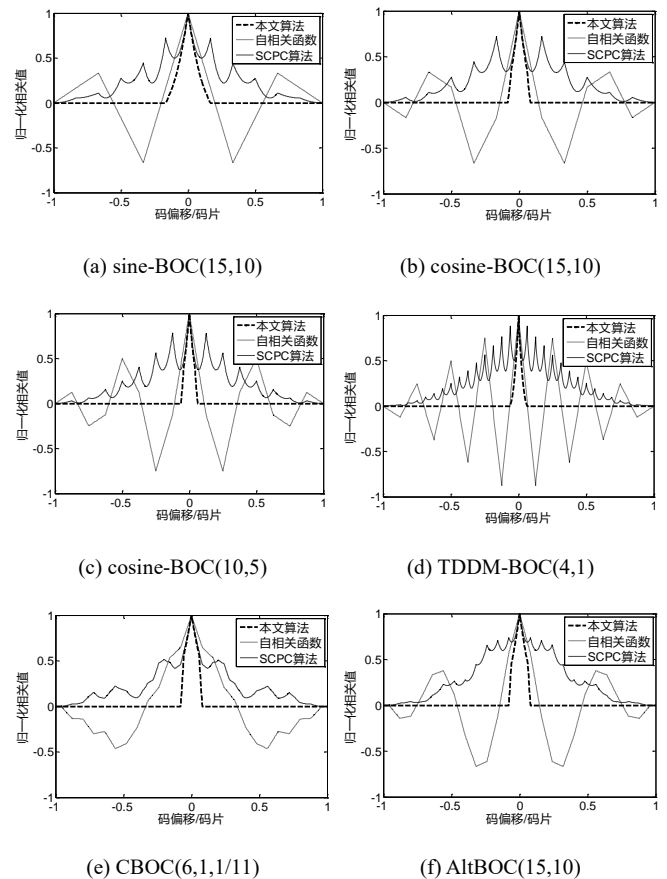 1
0.5
0
-0.5
-1
-1 -0.5 0 0.5 1
归一化相关值
码偏移/码片
本文算法
自相关函数
SCPC算法
1
0.5
0
-0.5
-1
-1 -0.5 0 0.5 1
归一化相关值
码偏移/码片
本文算法
自相关函数
SCPC算法
(a) sine-BOC(15,10)
(b) cosine-BOC(15,10)
1
0.5
0
-0.5
-1
-1 -0.5 0 0.5 1
归一化相关值
码偏移/码片
本文算法
自相关函数
SCPC算法
1
0.5
0
-0.5
-1
-1 -0.5 0 0.5 1
归一化相关值
码偏移/码片
本文算法
自相关函数
SCPC算法
(c) cosine-BOC(10,5)
(d) TDDM-BOC(4,1)
1
0.5
0
-0.5
-1
-1 -0.5 0 0.5 1
归一化相关值
码偏移/码片
本文算法
自相关函数
SCPC算法
1
0.5
0
-0.5
-1
-1 -0.5 0 0.5 1
归一化相关值
码偏移/码片
本文算法
自相关函数
SCPC算法
(e) CBOC(6,1,1/11)
(f) AltBOC(15,10)